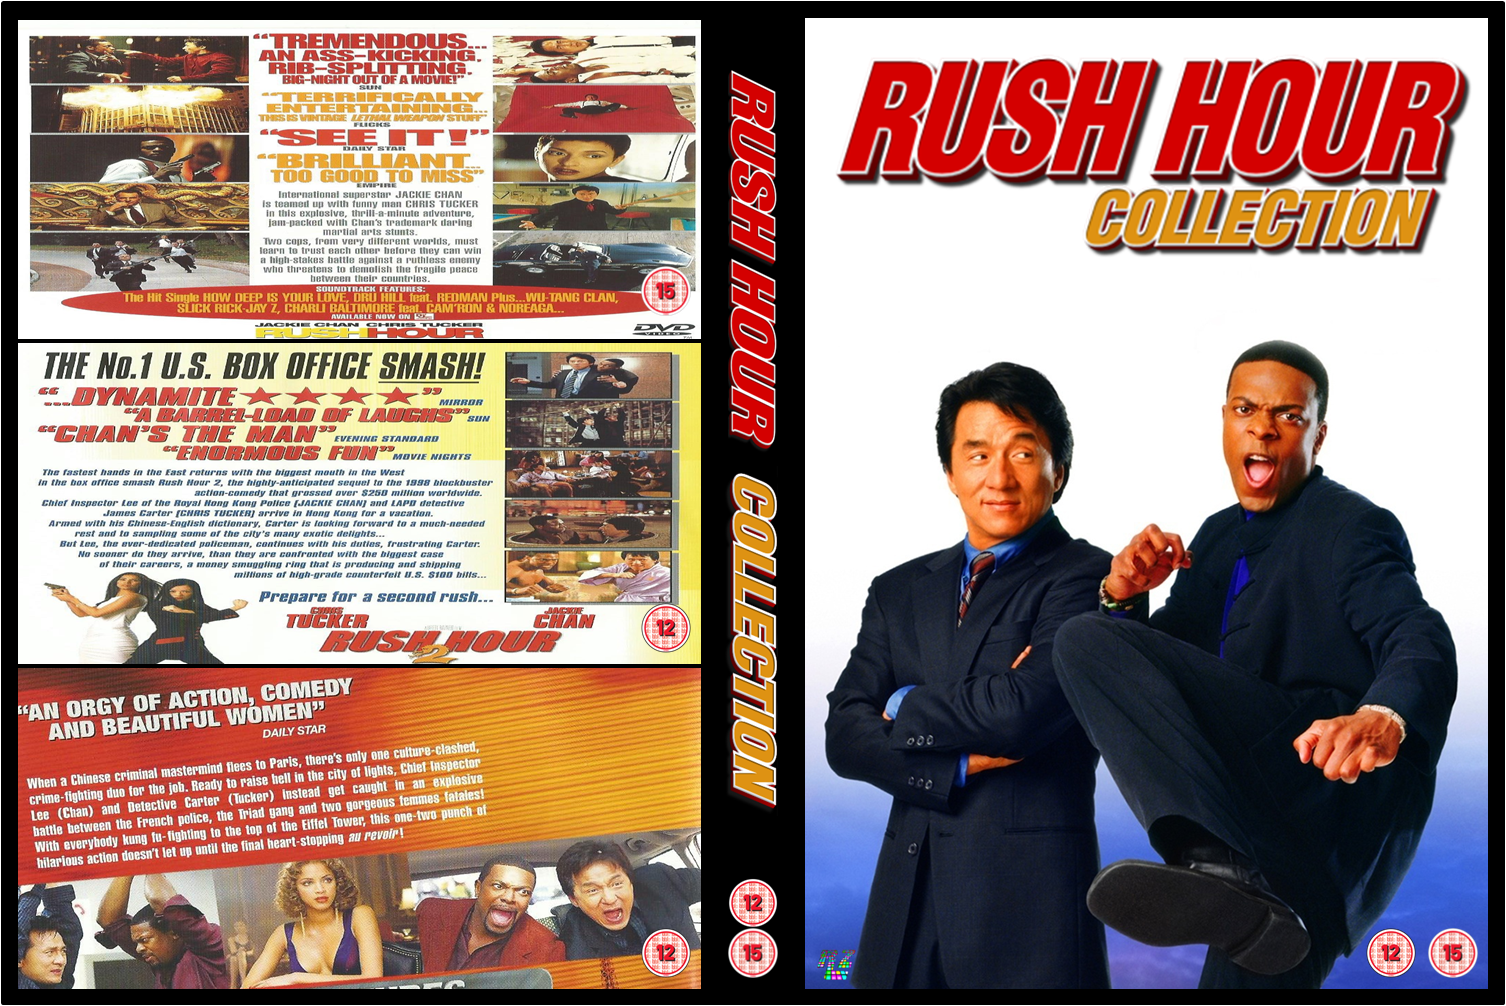 "TREMENDOUS...
AN ASS-KICKING,
RIB-SPLITTING,
BIG-NIGHT OUT OF A MOVIE!"
SUN
"TERRIFICALLY
ENTERTAINING...
THIS IS VINTAGE LETHAL WEAPON STUFF"
FLICKS
"SEE IT!"
DAILY STAR
"BRILLIANT...
TOO GOOD TO MISS"
EMPIRE
International superstar JACKIE CHAN
is teamed up with funny man CHRIS TUCKER
in this explosive, thrill-a-minute adventure,
jam-packed with Chan's trademark daring
martial arts stunts.
Two cops, from very different worlds, must
learn to trust each other before they can win
a high-stakes battle against a ruthless enemy
who threatens to demolish the fragile peace
between their countries.
SOUNDTRACK FEATURES:
The Hit Single HOW DEEP IS YOUR LOVE, DRU HILL feat. REDMAN Plus...WU-TANG CLAN,
SLICK RICK-JAY Z, CHARLI BALTIMORE feat. CAM'RON & NOREAGA...
AVAILABLE NOW ON
15
JACKIE CHAN CHRIS TUCKER
RUSH HOUR
DVD
VIDEO
THE No.1 U.S. BOX OFFICE SMASH!
"...DYNAMITE ★★★★" MIRROR
"A BARREL-LOAD OF LAUGHS" SUN
"CHAN'S THE MAN" EVENING STANDARD
"ENORMOUS FUN" MOVIE NIGHTS
The fastest hands in the East returns with the biggest mouth in the West
in the box office smash Rush Hour 2, the highly-anticipated sequel to the 1998 blockbuster
action-comedy that grossed over $250 million worldwide.
Chief Inspector Lee of the Royal Hong Kong Police [JACKIE CHAN] and LAPD detective
James Carter [CHRIS TUCKER] arrive in Hong Kong for a vacation.
Armed with his Chinese-English dictionary, Carter is looking forward to a much-needed
rest and to sampling some of the city's many exotic delights...
But Lee, the ever-dedicated policeman, continues with his duties, frustrating Carter.
No sooner do they arrive, than they are confronted with the biggest case
of their careers, a money smuggling ring that is producing and shipping
millions of high-grade counterfeit U.S. $100 bills...
Prepare for a second rush...
CHRIS
TUCKER
JACKIE
CHAN
RUSH HOUR
2
12
"AN ORGY OF ACTION, COMEDY
AND BEAUTIFUL WOMEN"
DAILY STAR
When a Chinese criminal mastermind flees to Paris, there's only one culture-clashed,
crime-fighting duo for the job. Ready to raise hell in the city of lights, Chief Inspector
Lee (Chan) and Detective Carter (Tucker) instead get caught in an explosive
battle between the French police, the Triad gang and two gorgeous femmes fatales!
With everybody kung fu-fighting to the top of the Eiffel Tower, this one-two punch of
hilarious action doesn't let up until the final heart-stopping au revoir!
12
RUSH HOUR COLLECTION
12
15
RUSH HOUR
COLLECTION
12
15